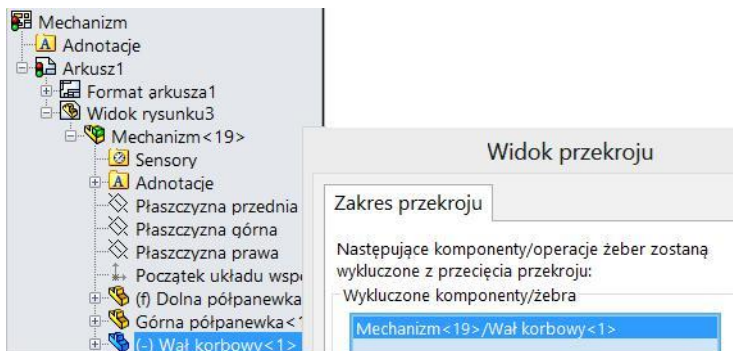 Mechanizm
Adnotacje
Arkusz1
Format arkusza1
Widok rysunku3
Mechanizm<19>
Sensory
Adnotacje
Płaszczyzna przednia
Płaszczyzna górna
Płaszczyzna prawa
Początek układu wsp
(f) Dolna półpanewka
Górna półpanewka<
(-) Wał korbowy<1>
Widok przekroju
Zakres przekroju
Następujące komponenty/operacje żeber zostaną
wykluczone z przecięcia przekroju:
Wykluczone komponenty/żebra
Mechanizm<19>/Wał korbowy<1>